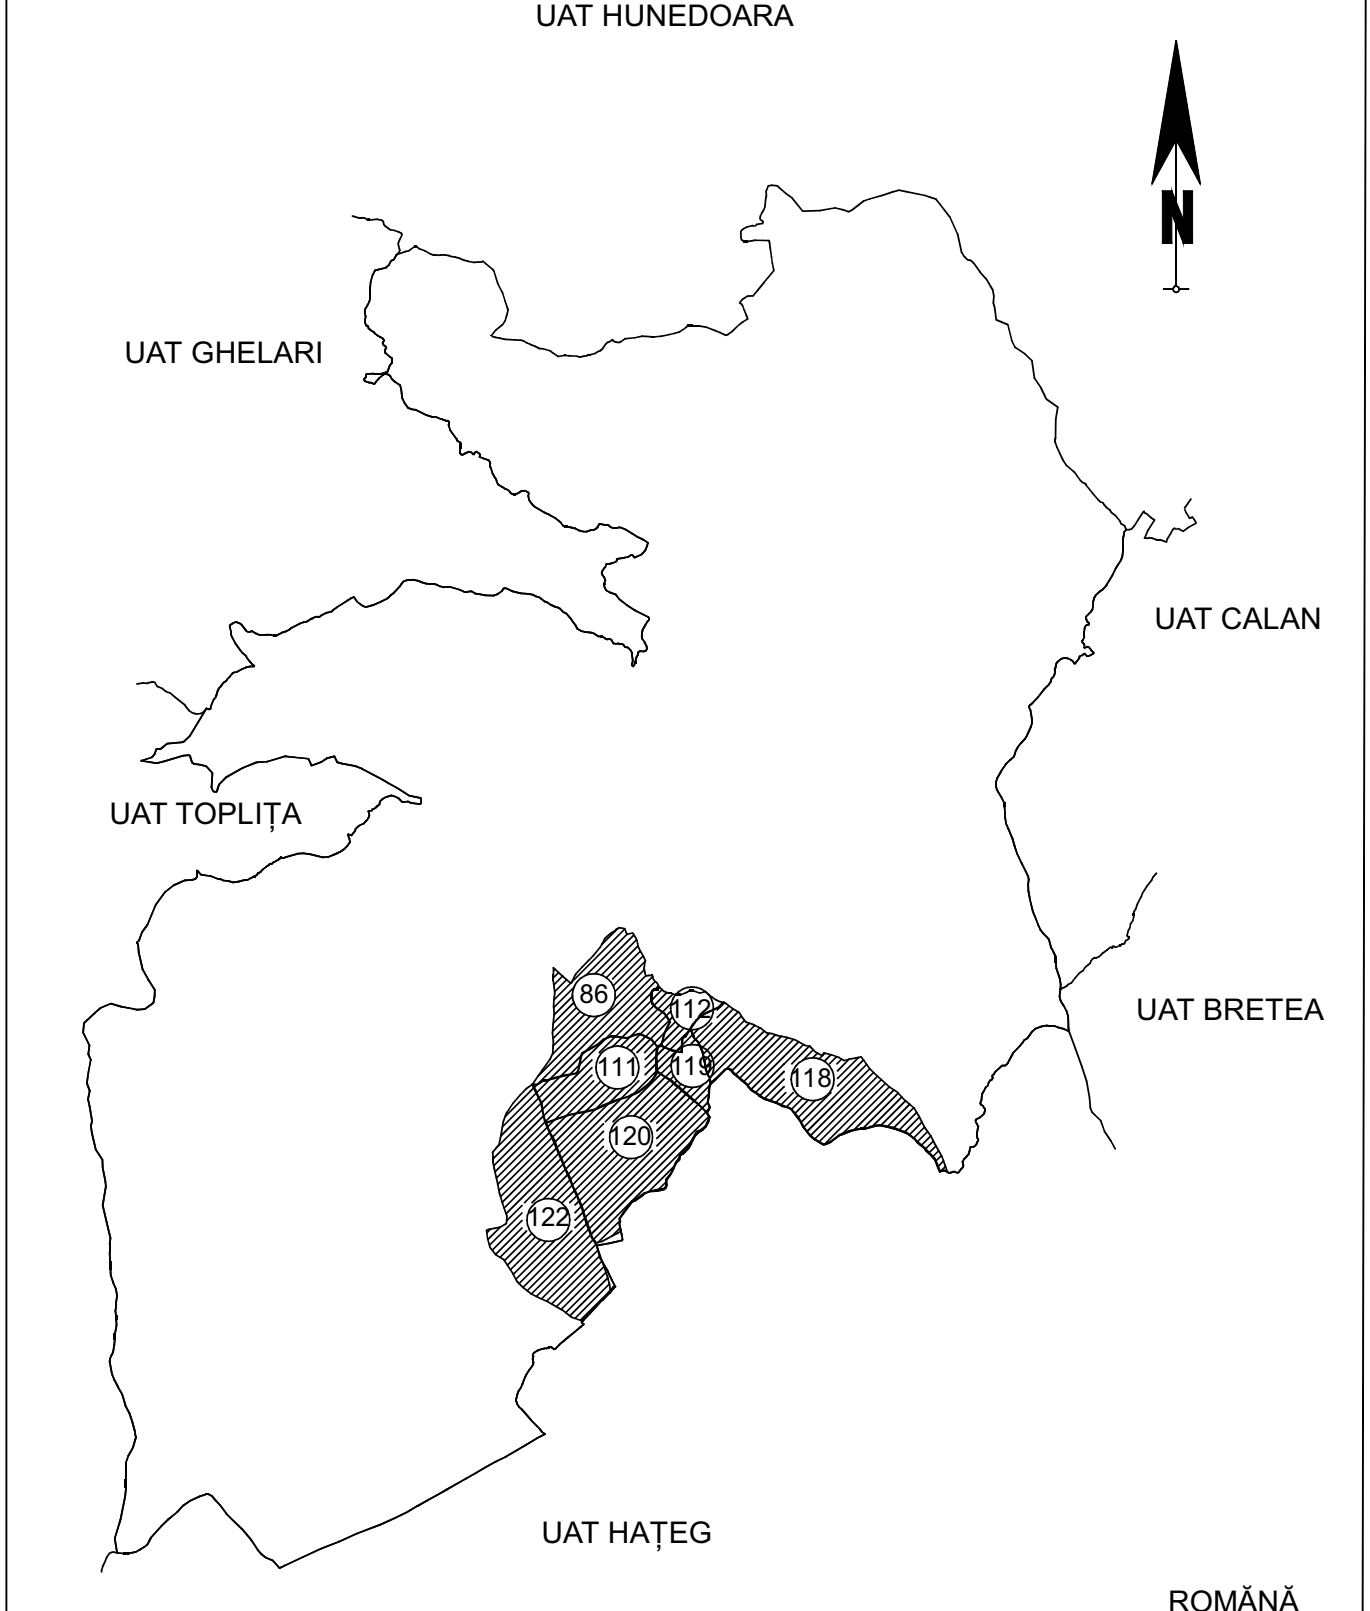 UAT HUNEDOARA
N
UAT GHELARI
UAT CALAN
UAT TOPLIȚA
86
112
UAT BRETEA
111
119
118
120
122
UAT HAȚEG
ROMĂNĂ